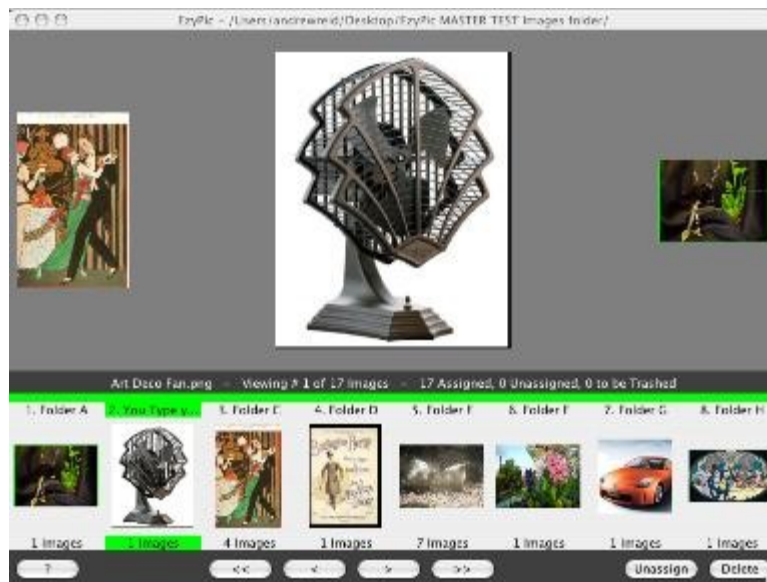 EzyPic - /Users/andrewreid/Desktop/EzyPic MASTER TEST Images folder/
Art Deco Fan.png - Viewing # 1 of 17 Images - 17 Assigned, 0 Unassigned, 0 to be Trashed
1. Folder A 2. You Type y... 3. Folder C 4. Folder D 5. Folder E 6. Folder F 7. Folder G 8. Folder H
1 Images 1 Images 4 Images 1 Images 7 Images 1 Images 1 Images 1 Images
? << < > >> Unassign Delete